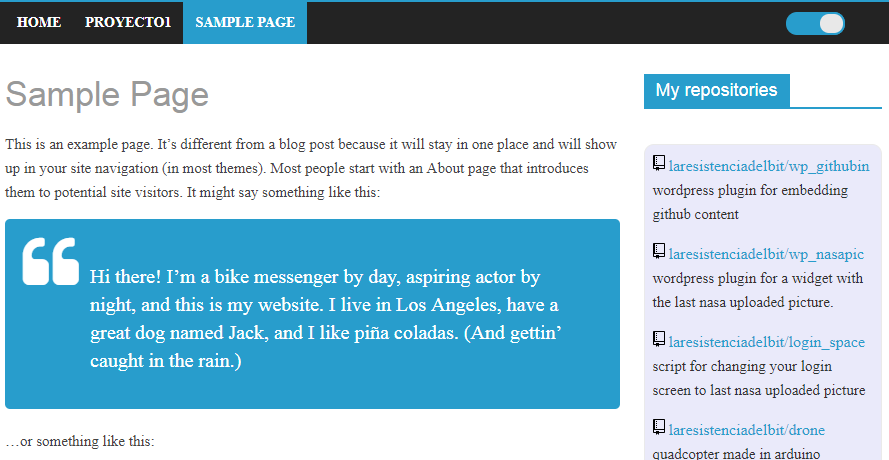 HOME PROYECTO1 SAMPLE PAGE
Sample Page
This is an example page. It’s different from a blog post because it will stay in one place and will show
up in your site navigation (in most themes). Most people start with an About page that introduces
them to potential site visitors. It might say something like this:
Hi there! I’m a bike messenger by day, aspiring actor by
night, and this is my website. I live in Los Angeles, have a
great dog named Jack, and I like piña coladas. (And gettin’
caught in the rain.)
…or something like this:
My repositories
laresistenciadelbit/wp_githubin
wordpress plugin for embedding
github content
laresistenciadelbit/wp_nasapic
wordpress plugin for a widget with
the last nasa uploaded picture.
laresistenciadelbit/login_space
script for changing your login
screen to last nasa uploaded picture
laresistenciadelbit/drone
quadcopter made in arduino